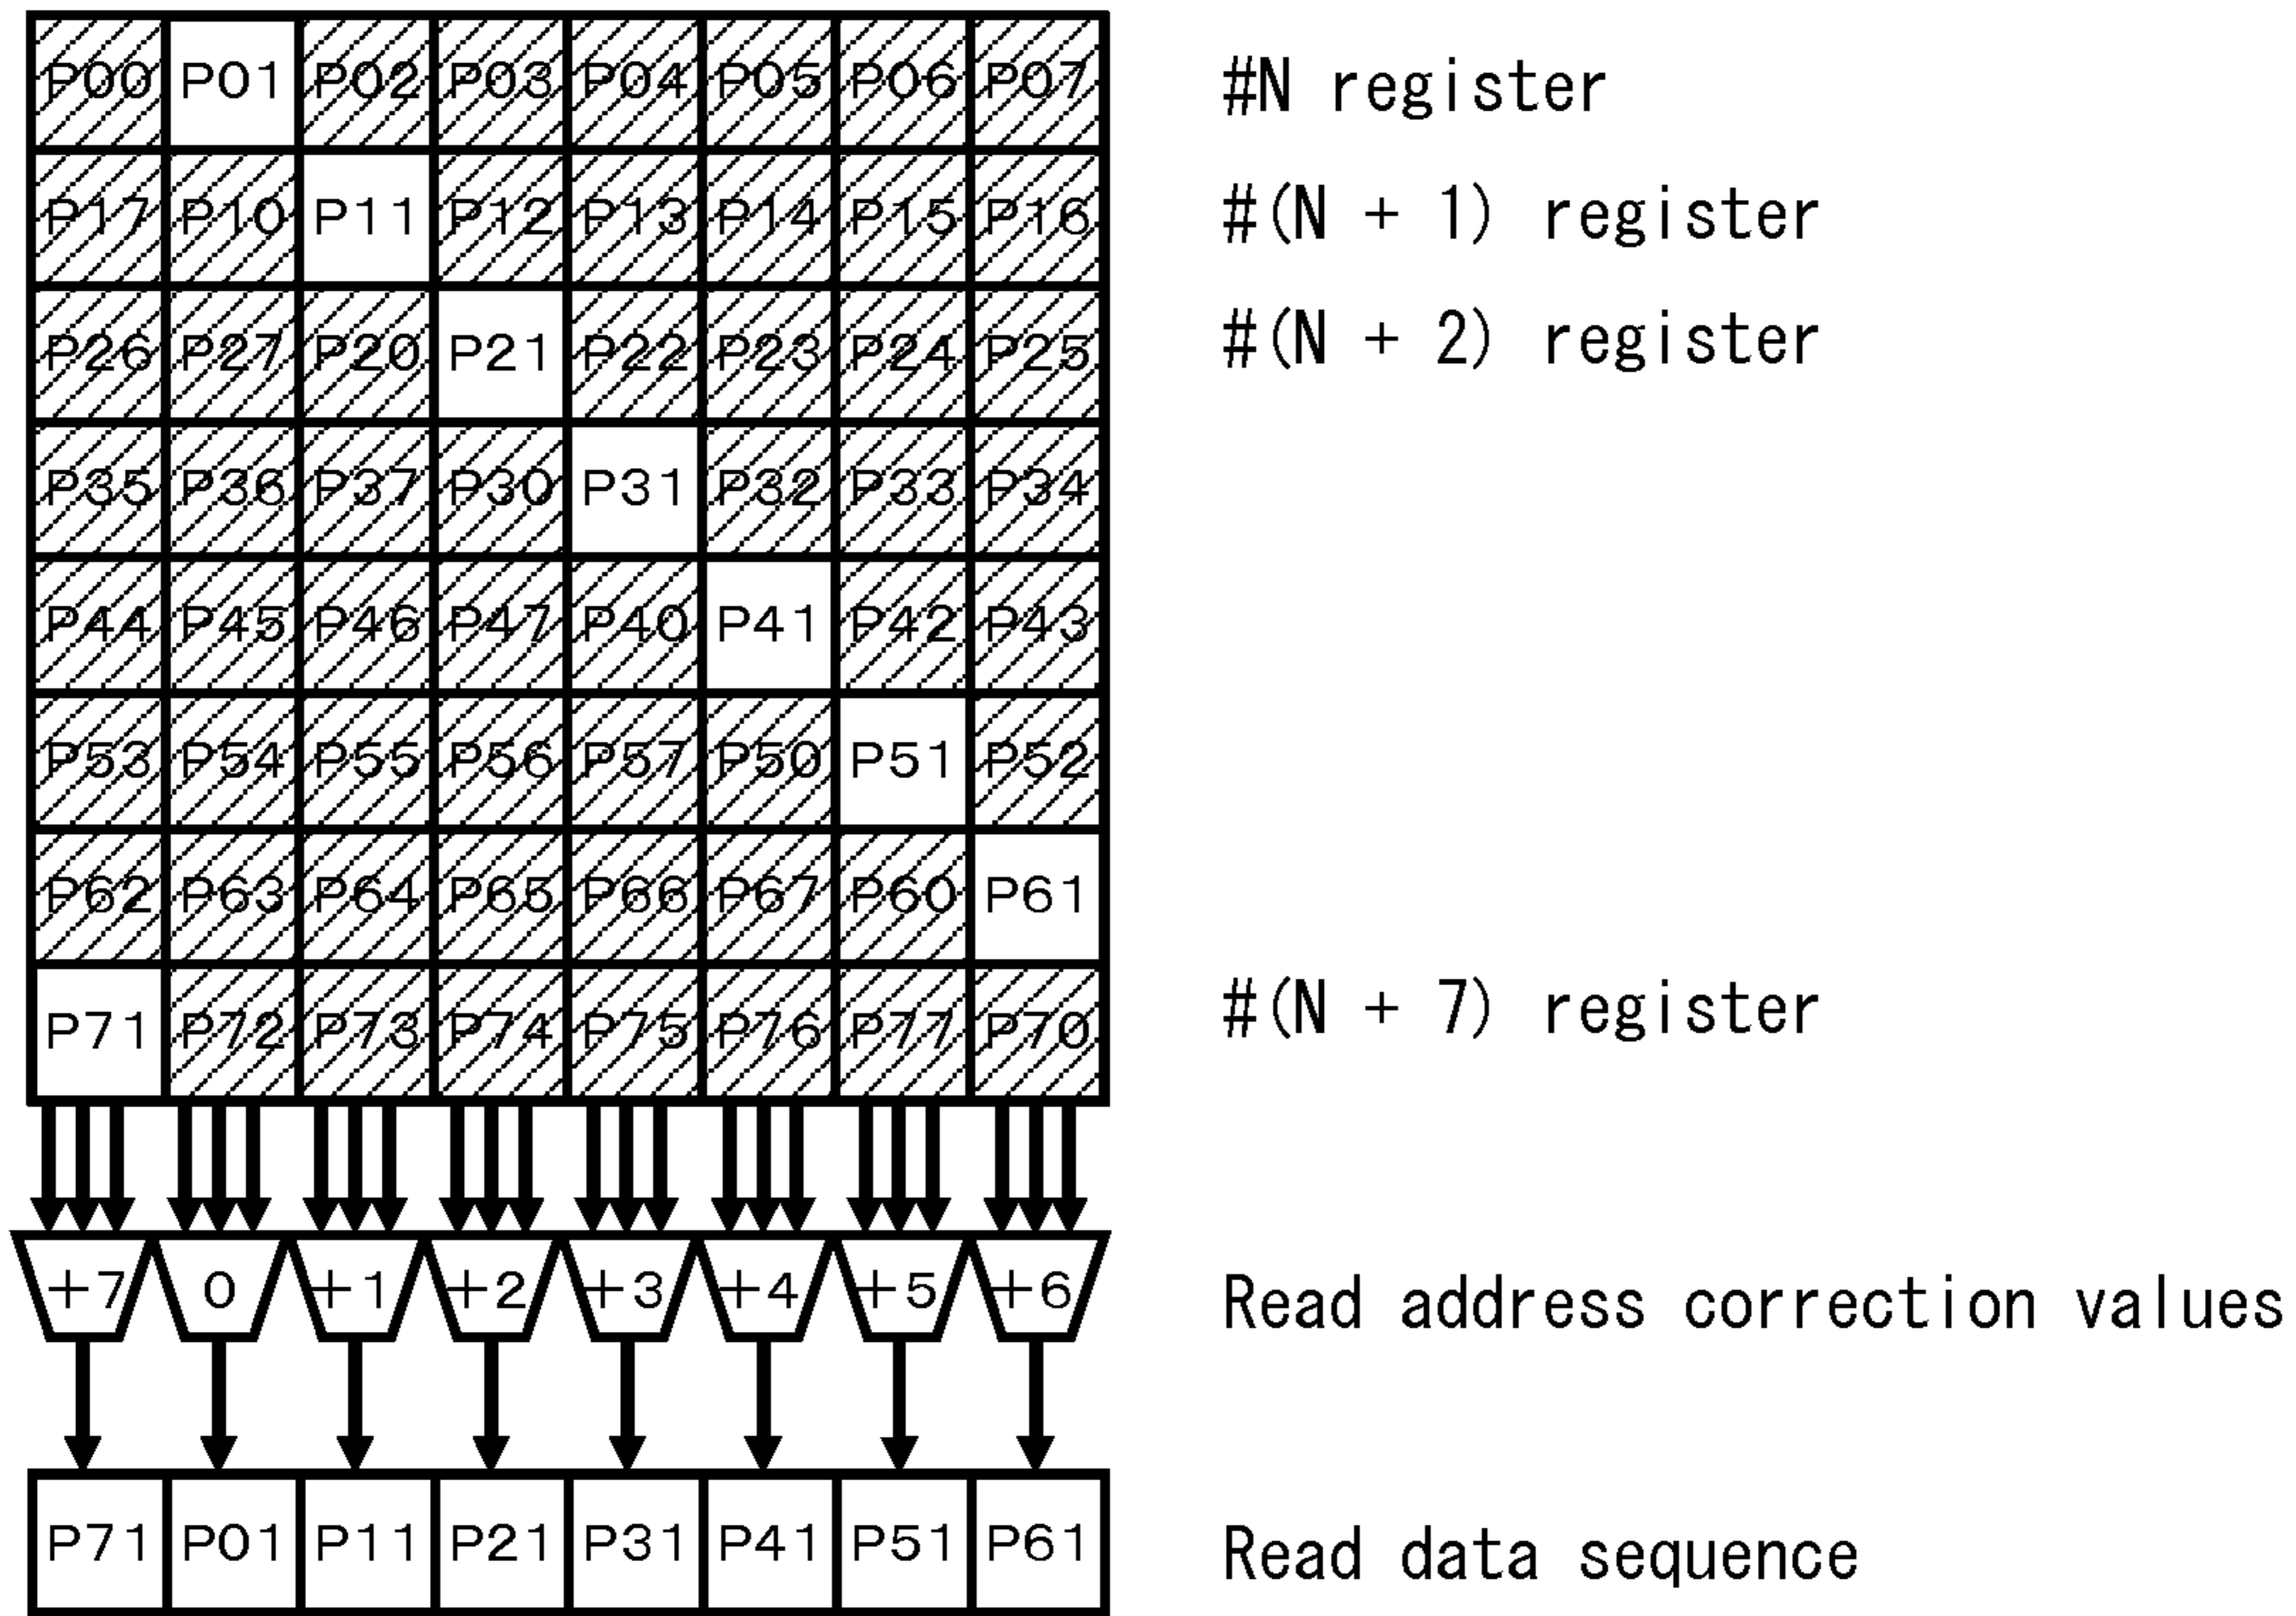 P00 P01 P02 P03 P04 P05 P06 P07 #N register
P17 P10 P11 P12 P13 P14 P15 P16 #(N + 1) register
P26 P27 P20 P21 P22 P23 P24 P25 #(N + 2) register
P35 P36 P37 P30 P31 P32 P33 P34
P44 P45 P46 P47 P40 P41 P42 P43
P53 P54 P55 P56 P57 P50 P51 P52
P62 P63 P64 P65 P66 P67 P60 P61
P71 P72 P73 P74 P75 P76 P77 P70 #(N + 7) register
+7 0 +1 +2 +3 +4 +5 +6 Read address correction values
P71 P01 P11 P21 P31 P41 P51 P61 Read data sequence